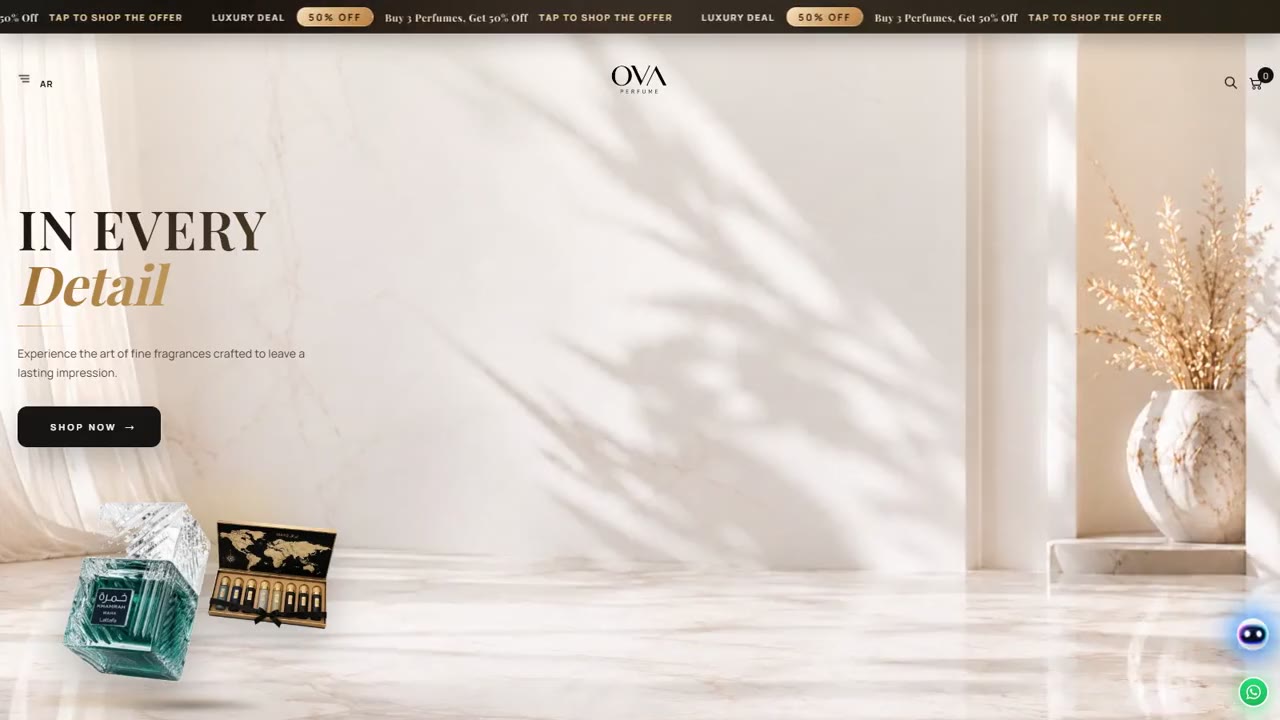 50% Off TAP TO SHOP THE OFFER LUXURY DEAL 50% OFF Buy 3 Perfumes, Get 50% Off TAP TO SHOP THE OFFER LUXURY DEAL 50% OFF Buy 3 Perfumes, Get 50% Off TAP TO SHOP THE OFFER
AR
OVA
PERFUME
0
IN EVERY
Detail
Experience the art of fine fragrances crafted to leave a
lasting impression.
SHOP NOW →
خمرة
KHAMRAH
Lattafa